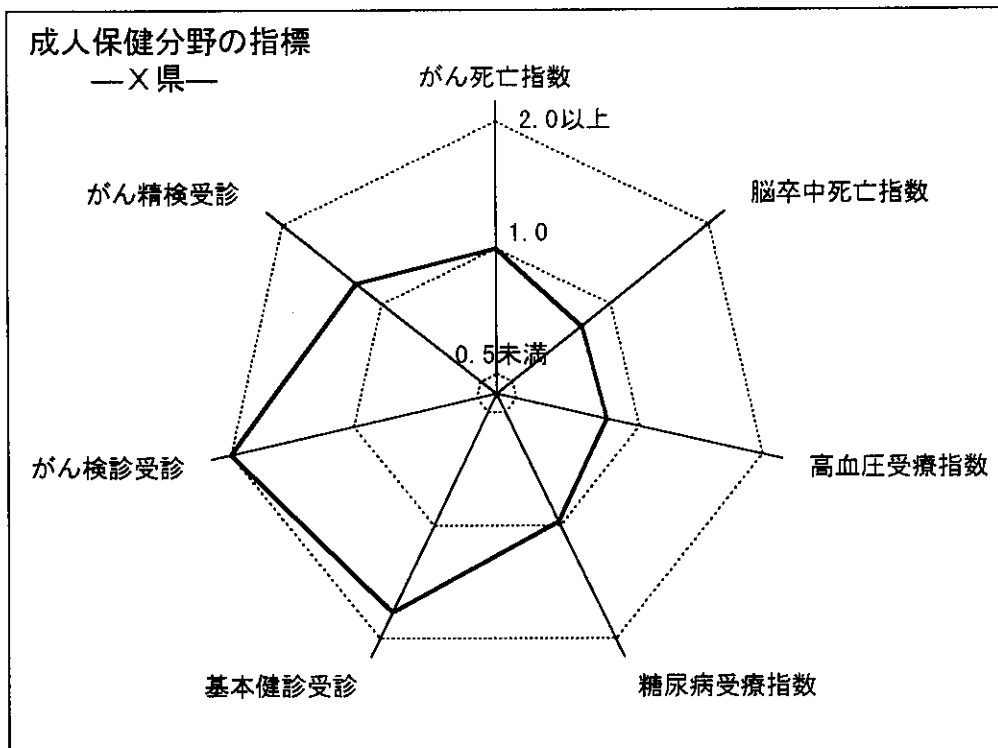 成人保健分野の指標
―X県―
がん死亡指数
2.0以上
脳卒中死亡指数
がん精検受診
1.0
0.5未満
がん検診受診
高血圧受療指数
基本健診受診
糖尿病受療指数